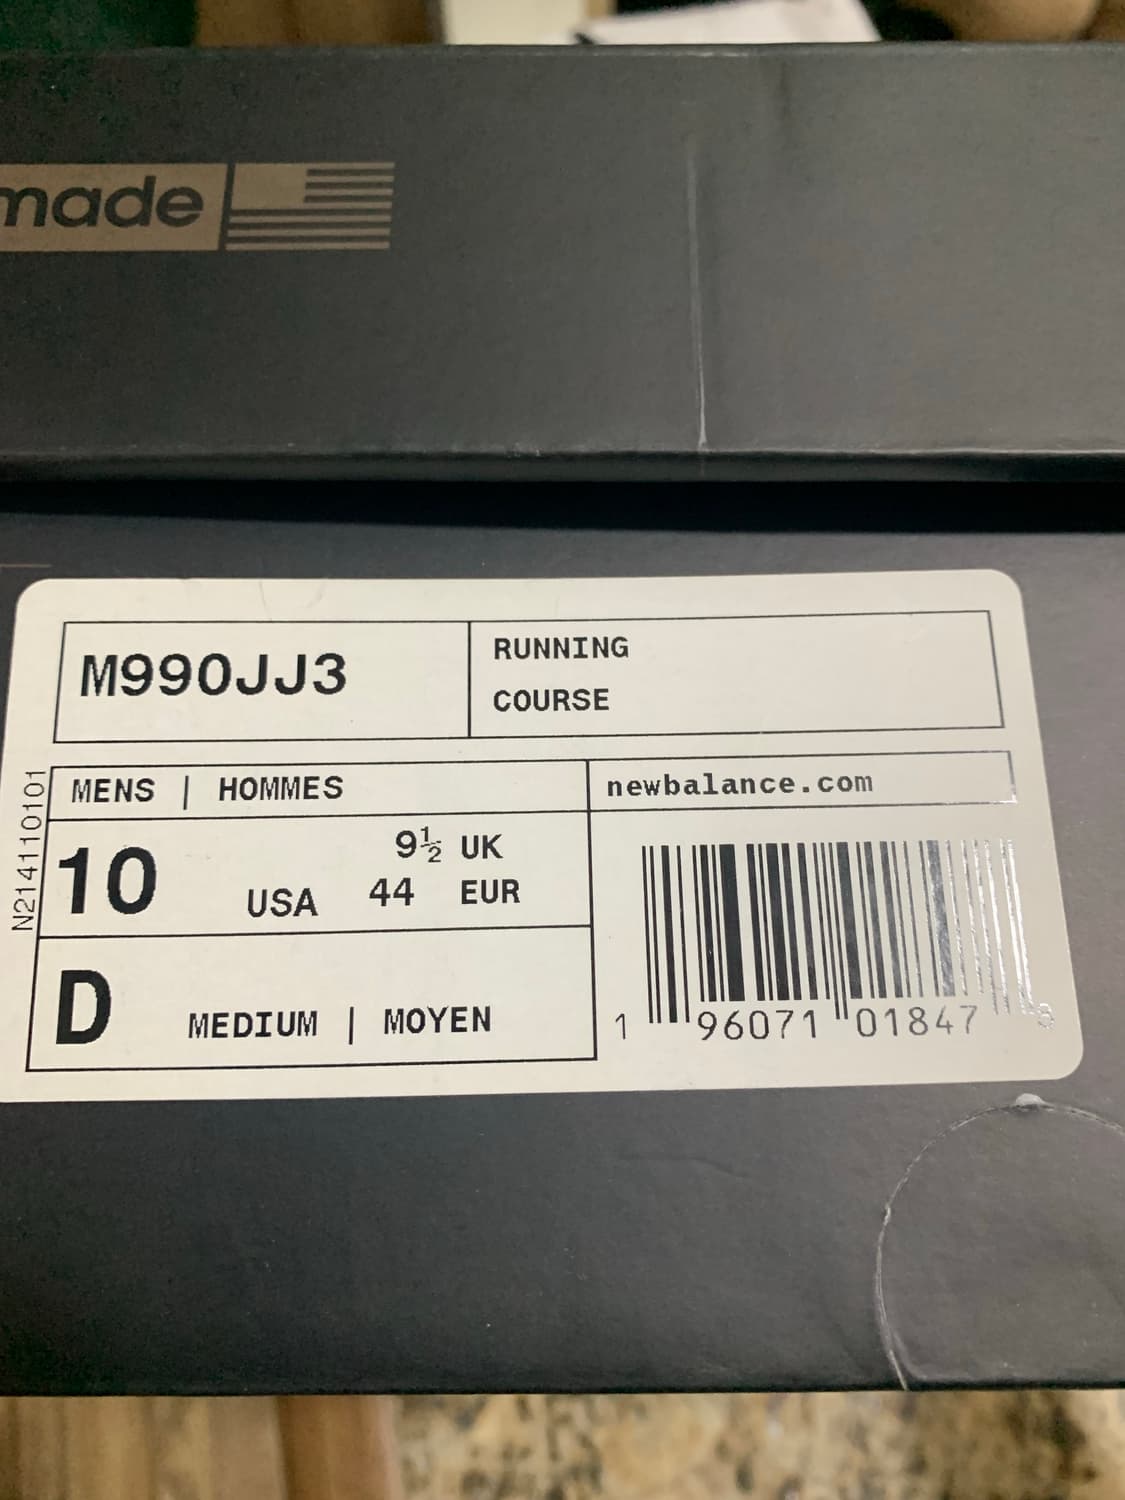 made
M990JJ3
RUNNING
COURSE
MENS | HOMMES
newbalance.com
10 USA
9½ UK
44 EUR
D MEDIUM | MOYEN
1 96071 01847 3
N214110101